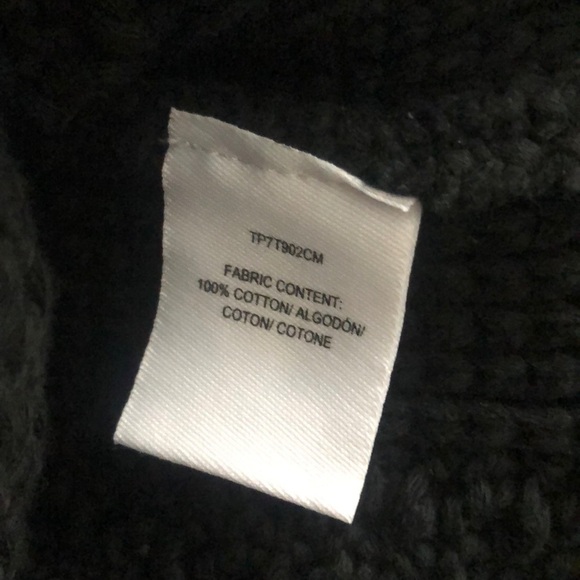 TP7T902CM
FABRIC CONTENT:
100% COTTON/ ALGODÓN/
COTON/ COTONE